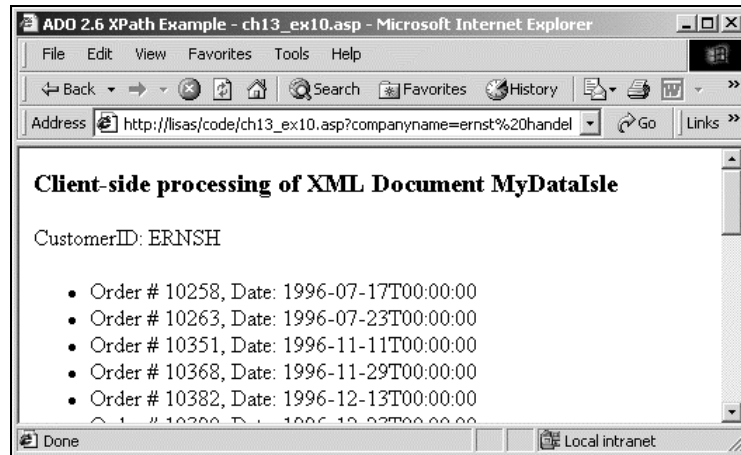 ADO 2.6 XPath Example - ch13_ex10.asp - Microsoft Internet Explorer
File Edit View Favorites Tools Help
Back Search Favorites History »
Address http://lisas/code/ch13_ex10.asp?companyname=ernst%20handel Go Links »
Client-side processing of XML Document MyDataIsle
CustomerID: ERNSH
• Order # 10258, Date: 1996-07-17T00:00:00
• Order # 10263, Date: 1996-07-23T00:00:00
• Order # 10351, Date: 1996-11-11T00:00:00
• Order # 10368, Date: 1996-11-29T00:00:00
• Order # 10382, Date: 1996-12-13T00:00:00
Done Local intranet